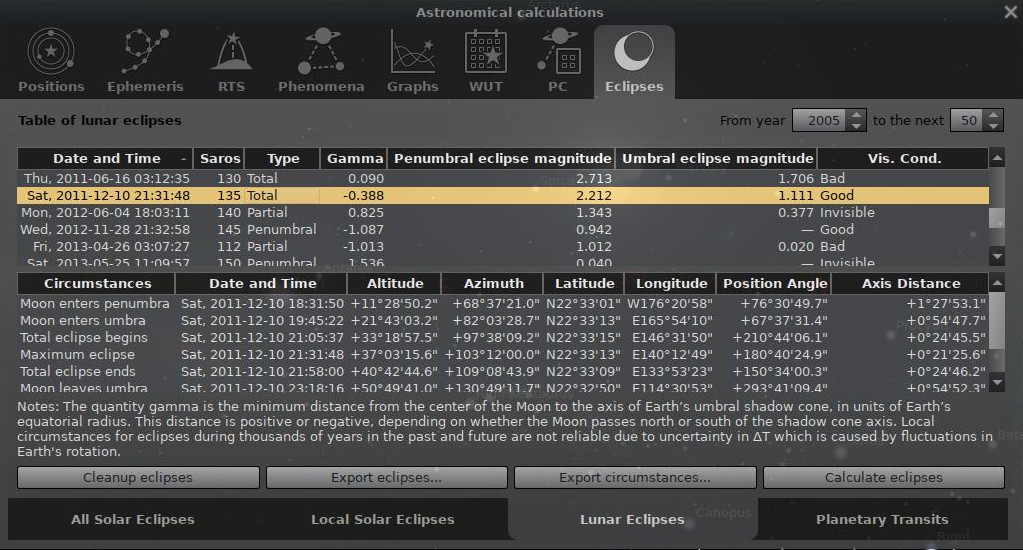 Astronomical calculations
Positions Ephemeris RTS Phenomena Graphs WUT PC Eclipses
Table of lunar eclipses From year 2005 to the next 50
Date and Time Saros Type Gamma Penumbral eclipse magnitude Umbral eclipse magnitude Vis. Cond.
Thu, 2011-06-16 03:12:35 130 Total 0.090 2.713 1.706 Bad
Sat, 2011-12-10 21:31:48 135 Total -0.388 2.212 1.111 Good
Mon, 2012-06-04 18:03:11 140 Partial 0.825 1.343 0.377 Invisible
Wed, 2012-11-28 21:32:58 145 Penumbral -1.087 0.942 — Good
Fri, 2013-04-26 03:07:27 112 Partial -1.013 1.012 0.020 Bad
Sat, 2013-05-25 11:09:57 150 Penumbral 1.536 0.040 — Invisible
Circumstances Date and Time Altitude Azimuth Latitude Longitude Position Angle Axis Distance
Moon enters penumbra Sat, 2011-12-10 18:31:50 +11°28'50.2" +68°37'21.0" N22°33'01" W176°20'58" +76°30'49.7" +1°27'53.1"
Moon enters umbra Sat, 2011-12-10 19:45:22 +21°43'03.2" +82°03'28.7" N22°33'13" E165°54'10" +67°37'31.4" +0°54'47.7"
Total eclipse begins Sat, 2011-12-10 21:05:37 +33°18'57.5" +97°38'09.2" N22°33'15" E146°31'50" +210°44'06.1" +0°24'45.5"
Maximum eclipse Sat, 2011-12-10 21:31:48 +37°03'15.6" +103°12'00.0" N22°33'13" E140°12'49" +180°40'24.9" +0°21'25.6"
Total eclipse ends Sat, 2011-12-10 21:58:00 +40°42'44.6" +109°08'43.9" N22°33'09" E133°53'23" +150°34'00.3" +0°24'46.2"
Moon leaves umbra Sat, 2011-12-10 23:18:16 +50°49'41.0" +130°49'11.7" N22°32'50" E114°30'53" +293°41'09.4" +0°54'52.3"
Notes: The quantity gamma is the minimum distance from the center of the Moon to the axis of Earth’s umbral shadow cone, in units of Earth’s
equatorial radius. This distance is positive or negative, depending on whether the Moon passes north or south of the shadow cone axis. Local
circumstances for eclipses during thousands of years in the past and future are not reliable due to uncertainty in ΔT which is caused by fluctuations in
Earth's rotation.
Cleanup eclipses Export eclipses... Export circumstances... Calculate eclipses
All Solar Eclipses Local Solar Eclipses Lunar Eclipses Planetary Transits
Canopus
Rigel